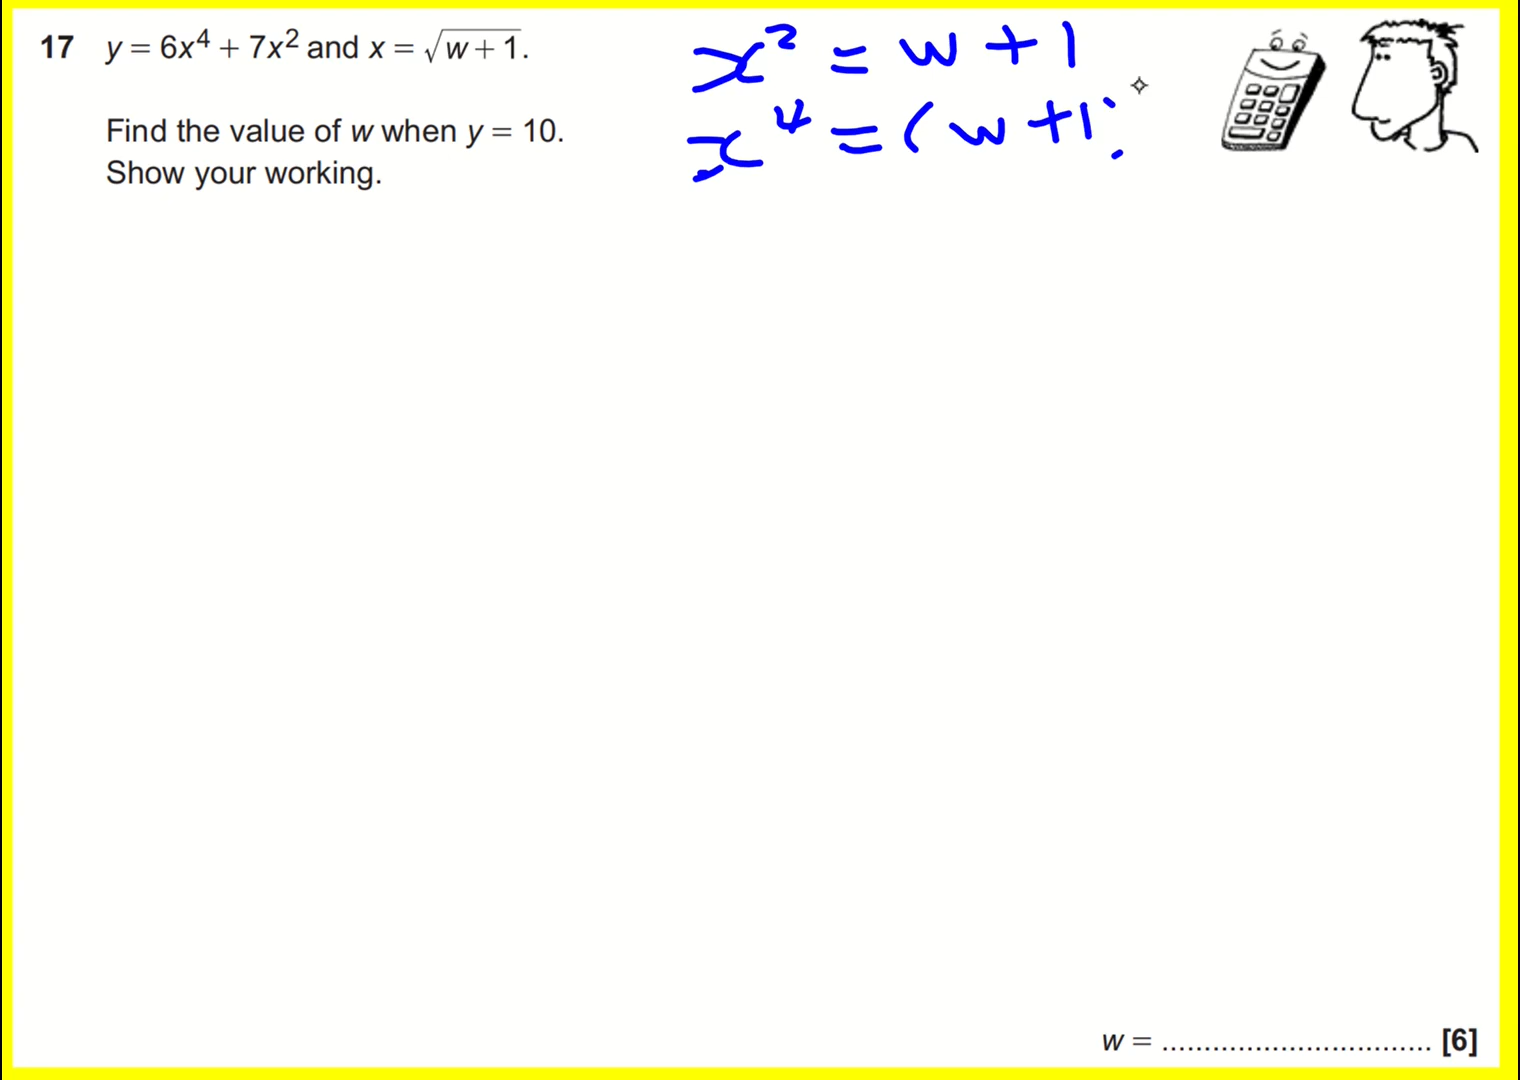 17 y = 6x⁴ + 7x² and x = √(w + 1).
Find the value of w when y = 10.
Show your working.
x² = w + 1
x⁴ = (w + 1)
w = ................................ [6]